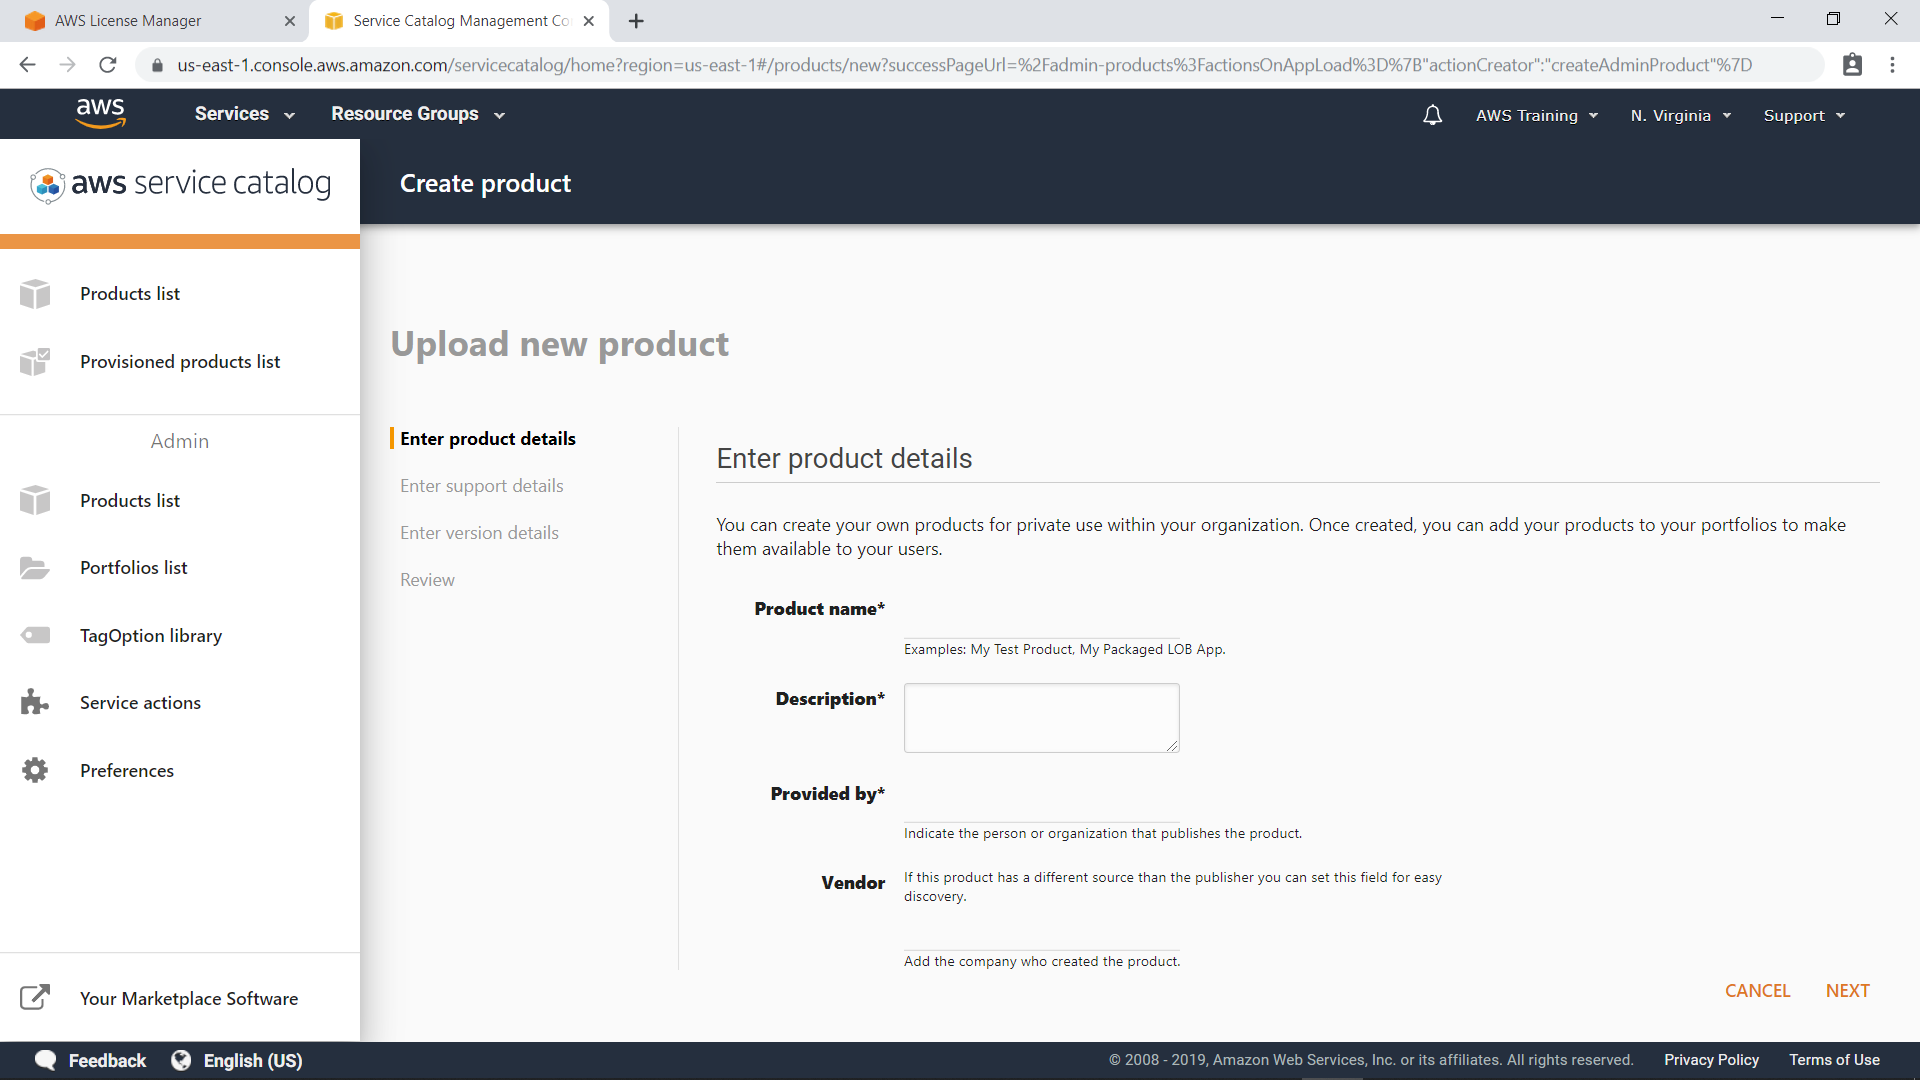 AWS License Manager
Service Catalog Management Co
us-east-1.console.aws.amazon.com/servicecatalog/home?region=us-east-1#/products/new?successPageUrl=%2Fadmin-products%3FactionsOnAppLoad%3D%7B"actionCreator":"createAdminProduct"%7D
aws
Services
Resource Groups
AWS Training
N. Virginia
Support
aws service catalog
Create product
Products list
Provisioned products list
Admin
Products list
Portfolios list
TagOption library
Service actions
Preferences
Your Marketplace Software
Upload new product
Enter product details
Enter support details
Enter version details
Review
Enter product details
You can create your own products for private use within your organization. Once created, you can add your products to your portfolios to make
them available to your users.
Product name*
Examples: My Test Product, My Packaged LOB App.
Description*
Provided by*
Indicate the person or organization that publishes the product.
Vendor
If this product has a different source than the publisher you can set this field for easy
discovery.
Add the company who created the product.
CANCEL
NEXT
Feedback
English (US)
© 2008 - 2019, Amazon Web Services, Inc. or its affiliates. All rights reserved.
Privacy Policy
Terms of Use